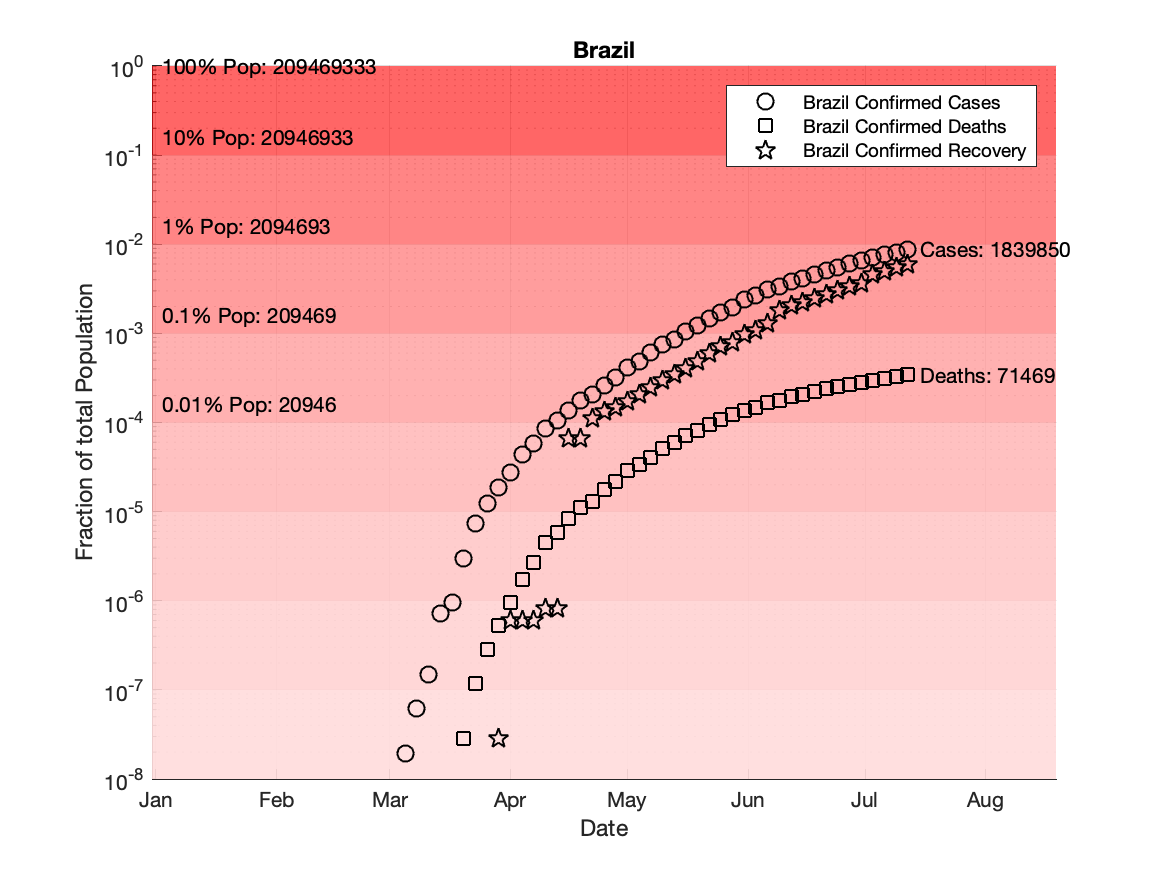 Brazil
10^0
100% Pop: 209469333
Brazil Confirmed Cases
Brazil Confirmed Deaths
Brazil Confirmed Recovery
10% Pop: 20946933
10^-1
1% Pop: 2094693
10^-2
Cases: 1839850
0.1% Pop: 209469
10^-3
Deaths: 71469
0.01% Pop: 20946
10^-4
10^-5
10^-6
10^-7
10^-8
Fraction of total Population
Jan Feb Mar Apr May Jun Jul Aug
Date